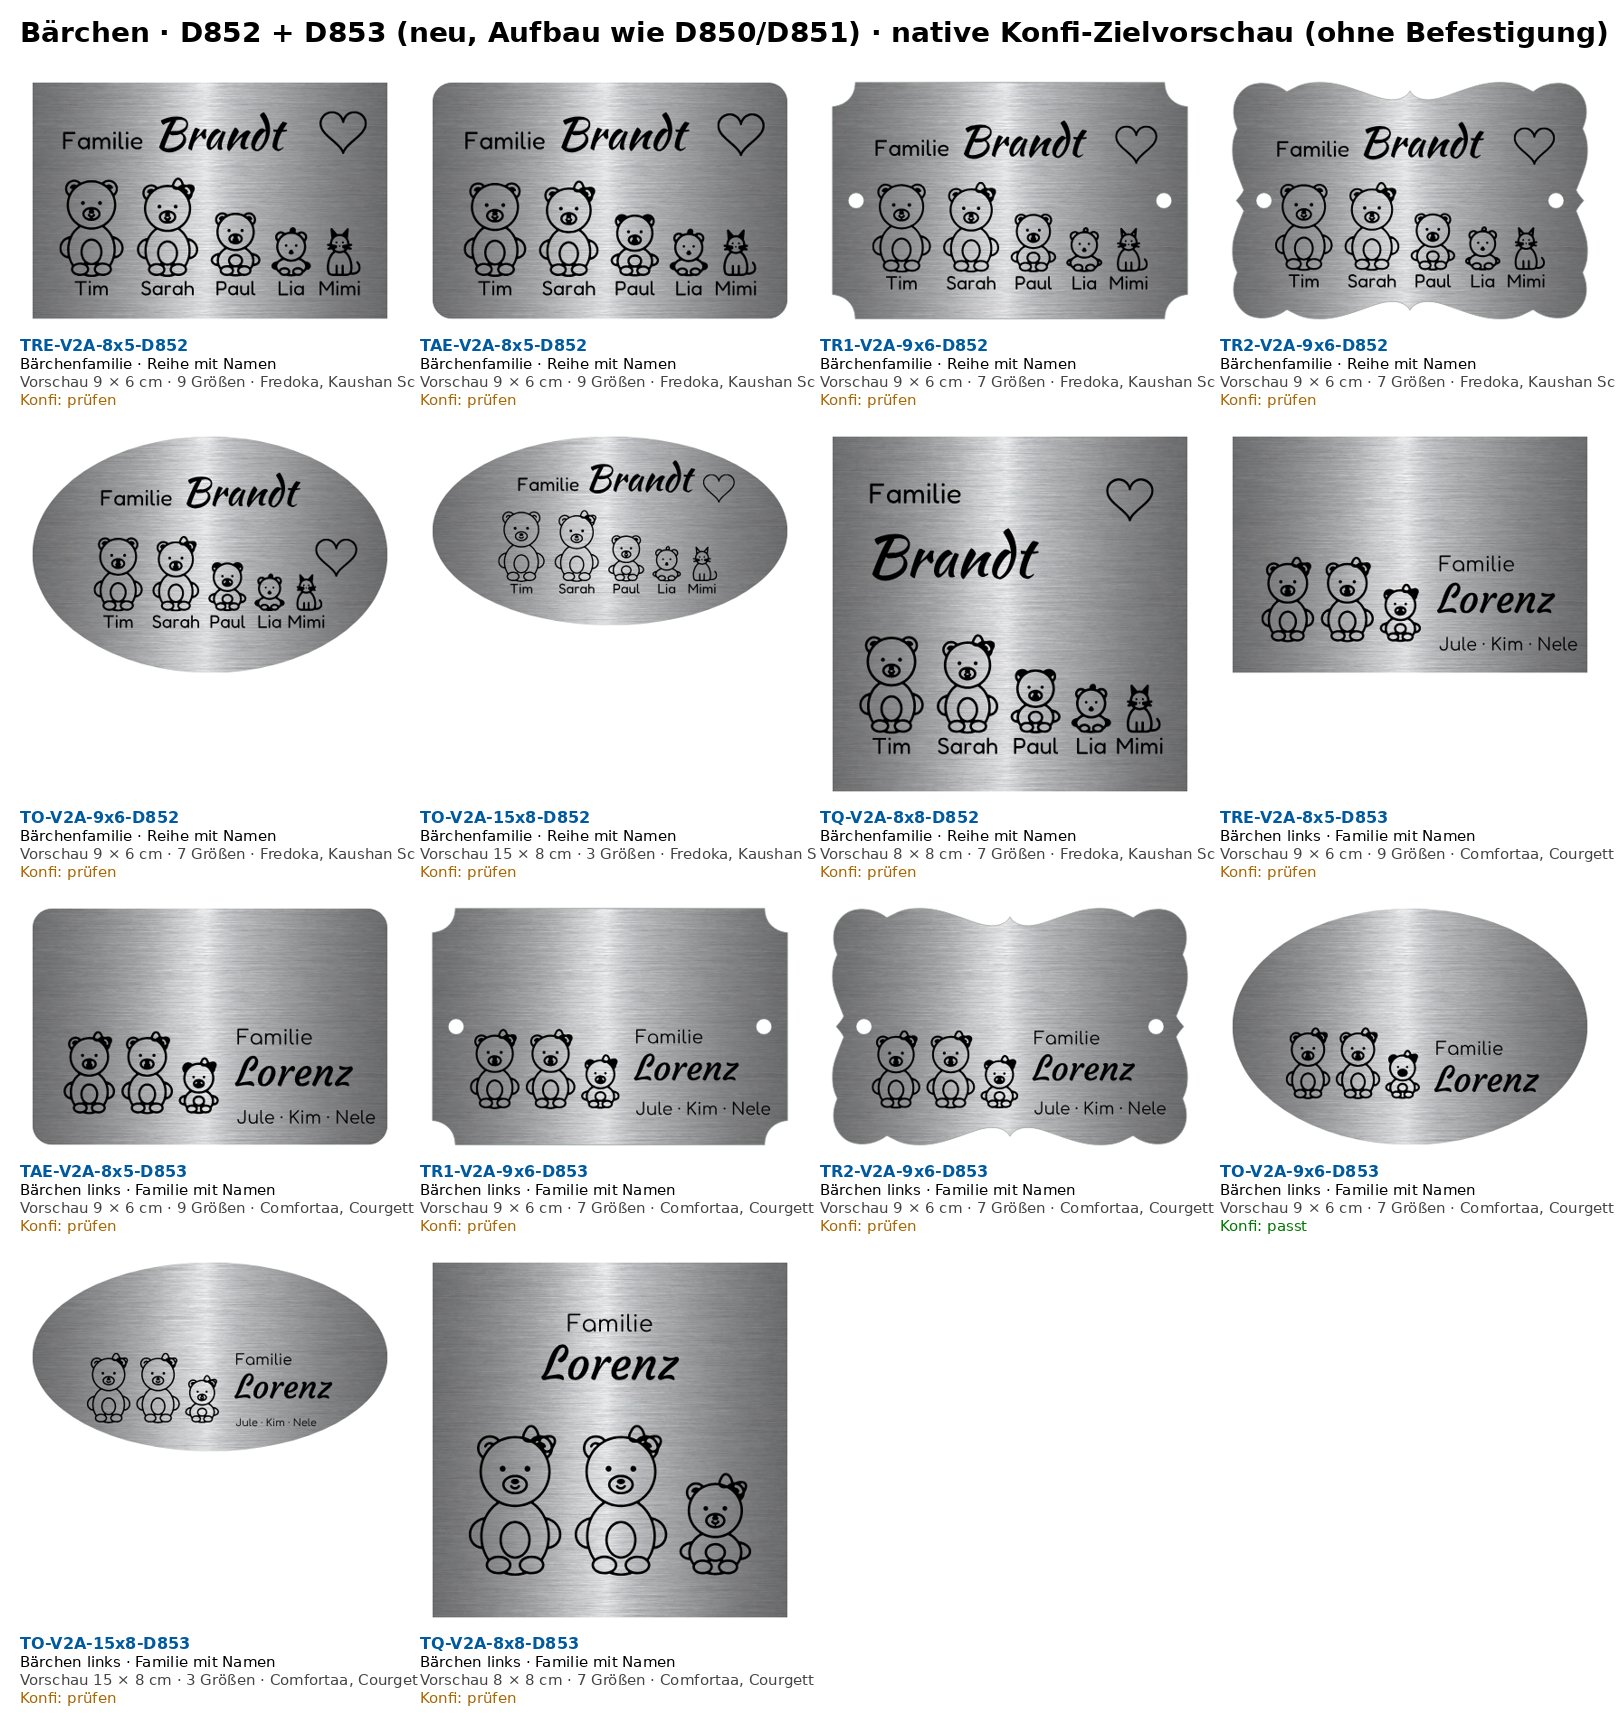 Bärchen · D852 + D853 (neu, Aufbau wie D850/D851) · native Konfi-Zielvorschau (ohne Befestigung)
Familie Brandt
Tim Sarah Paul Lia Mimi
TRE-V2A-8x5-D852
Bärchenfamilie · Reihe mit Namen
Vorschau 9 × 6 cm · 9 Größen · Fredoka, Kaushan Sc
Konfi: prüfen
Familie Brandt
Tim Sarah Paul Lia Mimi
TAE-V2A-8x5-D852
Bärchenfamilie · Reihe mit Namen
Vorschau 9 × 6 cm · 9 Größen · Fredoka, Kaushan Sc
Konfi: prüfen
Familie Brandt
Tim Sarah Paul Lia Mimi
TR1-V2A-9x6-D852
Bärchenfamilie · Reihe mit Namen
Vorschau 9 × 6 cm · 7 Größen · Fredoka, Kaushan Sc
Konfi: prüfen
Familie Brandt
Tim Sarah Paul Lia Mimi
TR2-V2A-9x6-D852
Bärchenfamilie · Reihe mit Namen
Vorschau 9 × 6 cm · 7 Größen · Fredoka, Kaushan Sc
Konfi: prüfen
Familie Brandt
Tim Sarah Paul Lia Mimi
TO-V2A-9x6-D852
Bärchenfamilie · Reihe mit Namen
Vorschau 9 × 6 cm · 7 Größen · Fredoka, Kaushan Sc
Konfi: prüfen
Familie Brandt
Tim Sarah Paul Lia Mimi
TO-V2A-15x8-D852
Bärchenfamilie · Reihe mit Namen
Vorschau 15 × 8 cm · 3 Größen · Fredoka, Kaushan S
Konfi: prüfen
Familie
Brandt
Tim Sarah Paul Lia Mimi
TQ-V2A-8x8-D852
Bärchenfamilie · Reihe mit Namen
Vorschau 8 × 8 cm · 7 Größen · Fredoka, Kaushan Sc
Konfi: prüfen
Familie
Lorenz
Jule · Kim · Nele
TRE-V2A-8x5-D853
Bärchen links · Familie mit Namen
Vorschau 9 × 6 cm · 9 Größen · Comfortaa, Courgett
Konfi: prüfen
Familie
Lorenz
Jule · Kim · Nele
TAE-V2A-8x5-D853
Bärchen links · Familie mit Namen
Vorschau 9 × 6 cm · 9 Größen · Comfortaa, Courgett
Konfi: prüfen
Familie
Lorenz
Jule · Kim · Nele
TR1-V2A-9x6-D853
Bärchen links · Familie mit Namen
Vorschau 9 × 6 cm · 7 Größen · Comfortaa, Courgett
Konfi: prüfen
Familie
Lorenz
Jule · Kim · Nele
TR2-V2A-9x6-D853
Bärchen links · Familie mit Namen
Vorschau 9 × 6 cm · 7 Größen · Comfortaa, Courgett
Konfi: prüfen
Familie
Lorenz
TO-V2A-9x6-D853
Bärchen links · Familie mit Namen
Vorschau 9 × 6 cm · 7 Größen · Comfortaa, Courgett
Konfi: passt
Familie
Lorenz
Jule · Kim · Nele
TO-V2A-15x8-D853
Bärchen links · Familie mit Namen
Vorschau 15 × 8 cm · 3 Größen · Comfortaa, Courget
Konfi: prüfen
Familie
Lorenz
TQ-V2A-8x8-D853
Bärchen links · Familie mit Namen
Vorschau 8 × 8 cm · 7 Größen · Comfortaa, Courgett
Konfi: prüfen